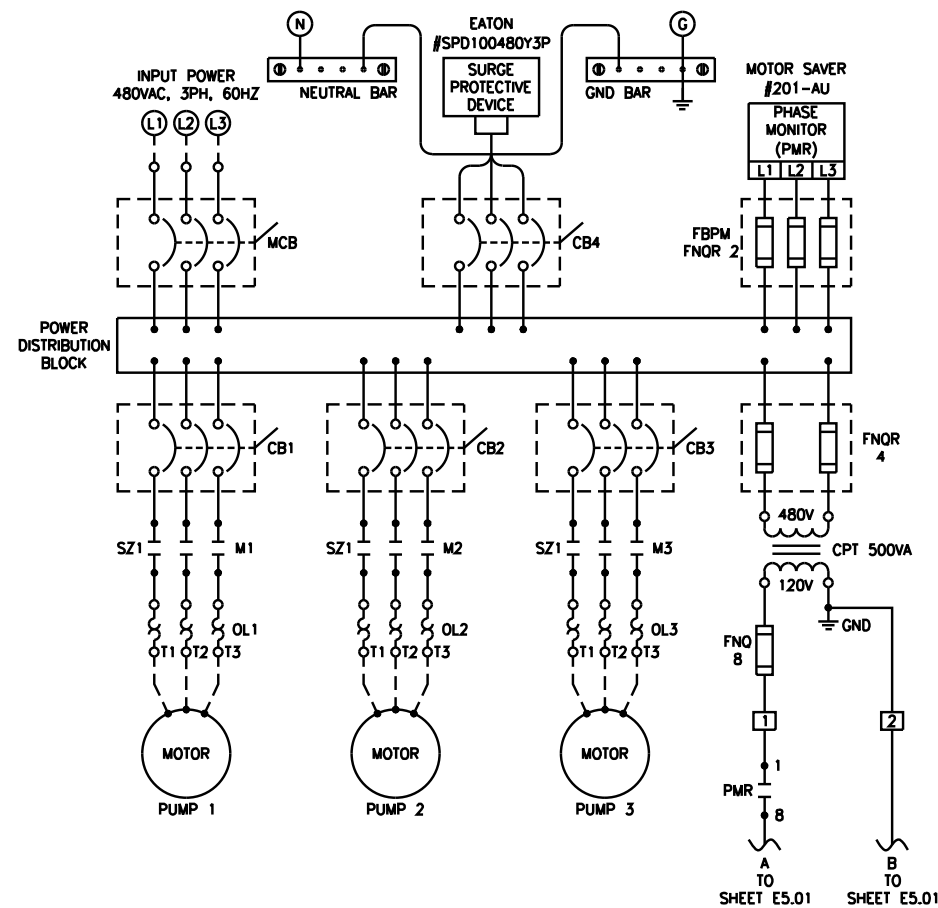 N
EATON
#SPD100480Y3P
G
INPUT POWER
480VAC, 3PH, 60HZ
NEUTRAL BAR
SURGE
PROTECTIVE
DEVICE
GND BAR
MOTOR SAVER
#201-AU
PHASE
MONITOR
(PMR)
L1 L2 L3
L1 L2 L3
MCB
CB4
FBPM
FNQR 2
POWER
DISTRIBUTION
BLOCK
CB1
CB2
CB3
FNQR
4
480V
SZ1 M1
SZ1 M2
SZ1 M3
CPT 500VA
120V
OL1
OL2
OL3
GND
T1 T2 T3
T1 T2 T3
T1 T2 T3
FNQ
8
1
2
MOTOR
MOTOR
MOTOR
1
PMR
8
PUMP 1
PUMP 2
PUMP 3
A
TO
SHEET E5.01
B
TO
SHEET E5.01